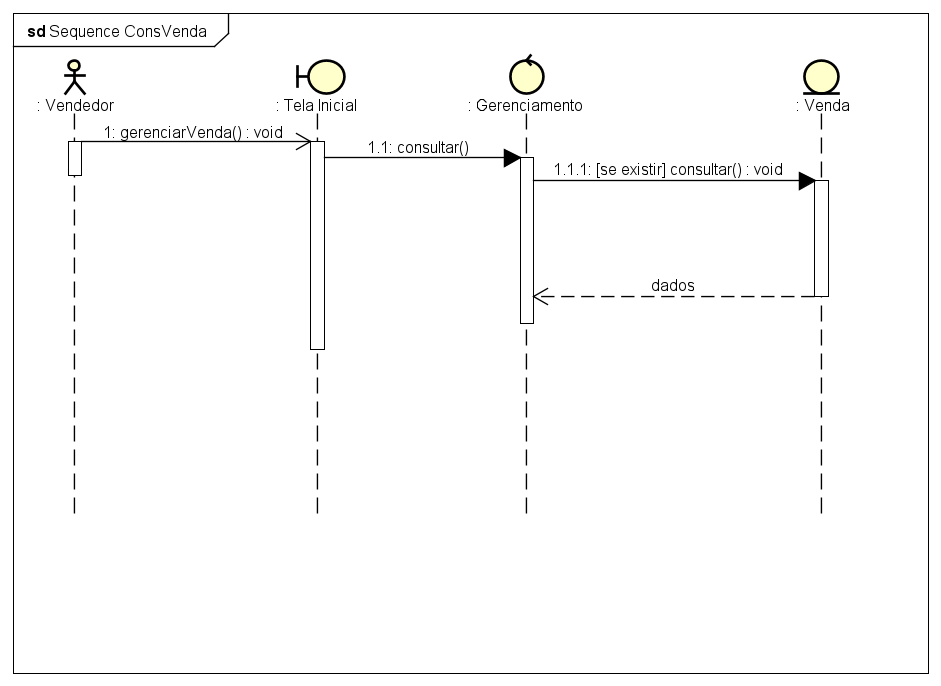 sd Sequence ConsVenda
: Vendedor
: Tela Inicial
: Gerenciamento
: Venda
1: gerenciarVenda() : void
1.1: consultar()
1.1.1: [se existir] consultar() : void
dados